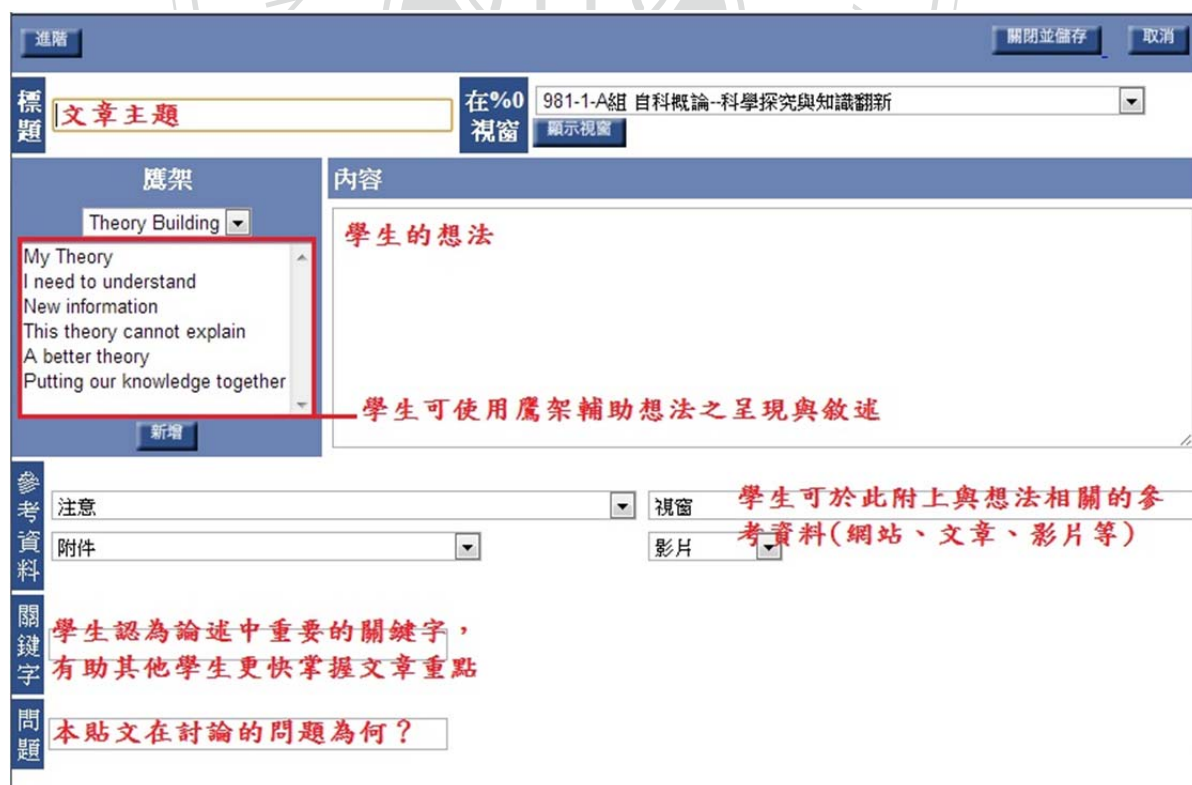 進階
關閉並儲存
取消
標題
文章主題
在%0
視窗
981-1-A組 自科概論--科學探究與知識翻新
顯示視窗
鷹架
內容
Theory Building
學生的想法
My Theory
I need to understand
New information
This theory cannot explain
A better theory
Putting our knowledge together
學生可使用鷹架輔助想法之呈現與敘述
新增
參考資料
注意
視窗
學生可於此附上與想法相關的參
考資料(網站、文章、影片等)
附件
影片
關鍵字
學生認為論述中重要的關鍵字，
有助其他學生更快掌握文章重點
問題
本貼文在討論的問題為何？